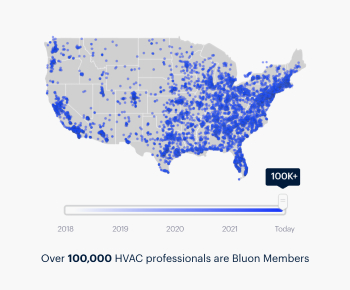 100K+
2018 2019 2020 2021 Today
Over 100,000 HVAC professionals are Bluon Members